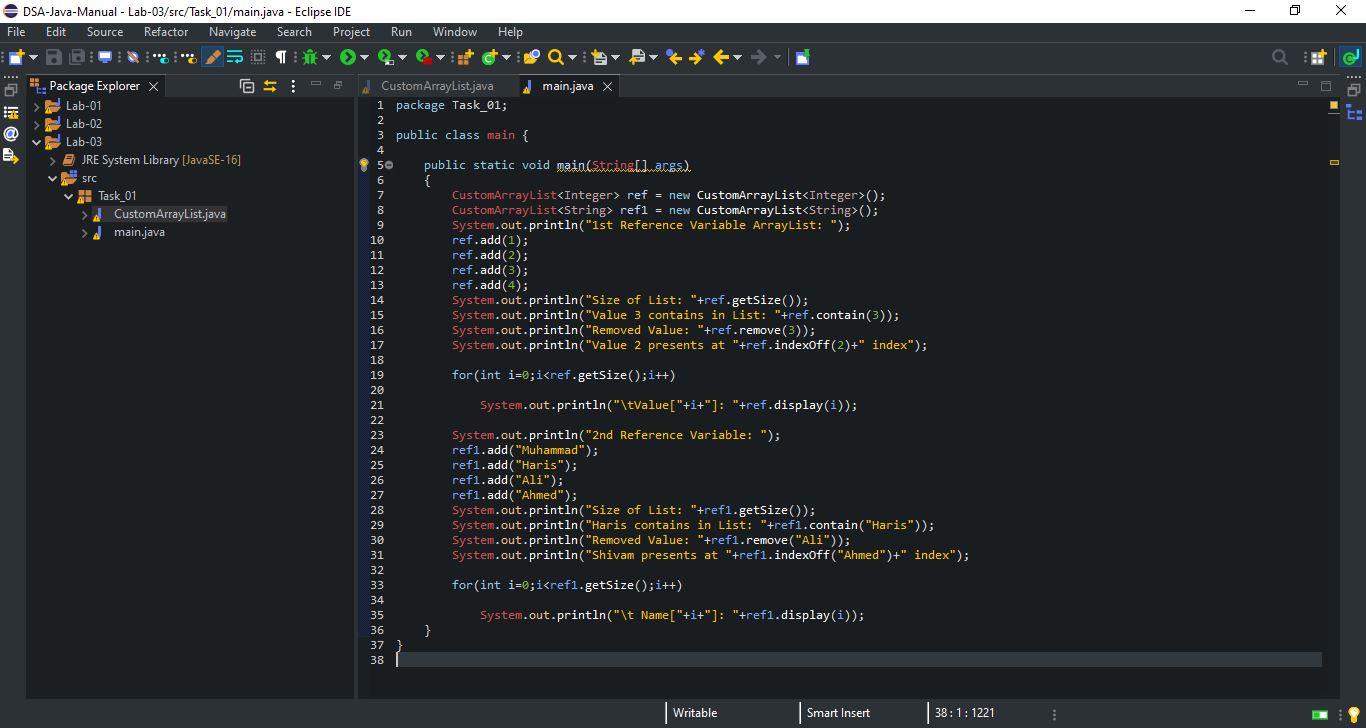 DSA-Java-Manual - Lab-03/src/Task_01/main.java - Eclipse IDE
File Edit Source Refactor Navigate Search Project Run Window Help
Package Explorer
Lab-01
Lab-02
Lab-03
JRE System Library [JavaSE-16]
src
Task_01
CustomArrayList.java
main.java
CustomArrayList.java main.java
1 package Task_01;
2
3 public class main {
4
5 public static void main(String[] args)
6 {
7 CustomArrayList<Integer> ref = new CustomArrayList<Integer>();
8 CustomArrayList<String> ref1 = new CustomArrayList<String>();
9 System.out.println("1st Reference Variable ArrayList: ");
10 ref.add(1);
11 ref.add(2);
12 ref.add(3);
13 ref.add(4);
14 System.out.println("Size of List: "+ref.getSize());
15 System.out.println("Value 3 contains in List: "+ref.contain(3));
16 System.out.println("Removed Value: "+ref.remove(3));
17 System.out.println("Value 2 presents at "+ref.indexOff(2)+" index");
18
19 for(int i=0;i<ref.getSize();i++)
20
21 System.out.println("\tValue["+i+"]: "+ref.display(i));
22
23 System.out.println("2nd Reference Variable: ");
24 ref1.add("Muhammad");
25 ref1.add("Haris");
26 ref1.add("Ali");
27 ref1.add("Ahmed");
28 System.out.println("Size of List: "+ref1.getSize());
29 System.out.println("Haris contains in List: "+ref1.contain("Haris"));
30 System.out.println("Removed Value: "+ref1.remove("Ali"));
31 System.out.println("Shivam presents at "+ref1.indexOff("Ahmed")+" index");
32
33 for(int i=0;i<ref1.getSize();i++)
34
35 System.out.println("\t Name["+i+"]: "+ref1.display(i));
36 }
37 }
38
Writable Smart Insert 38 : 1 : 1221